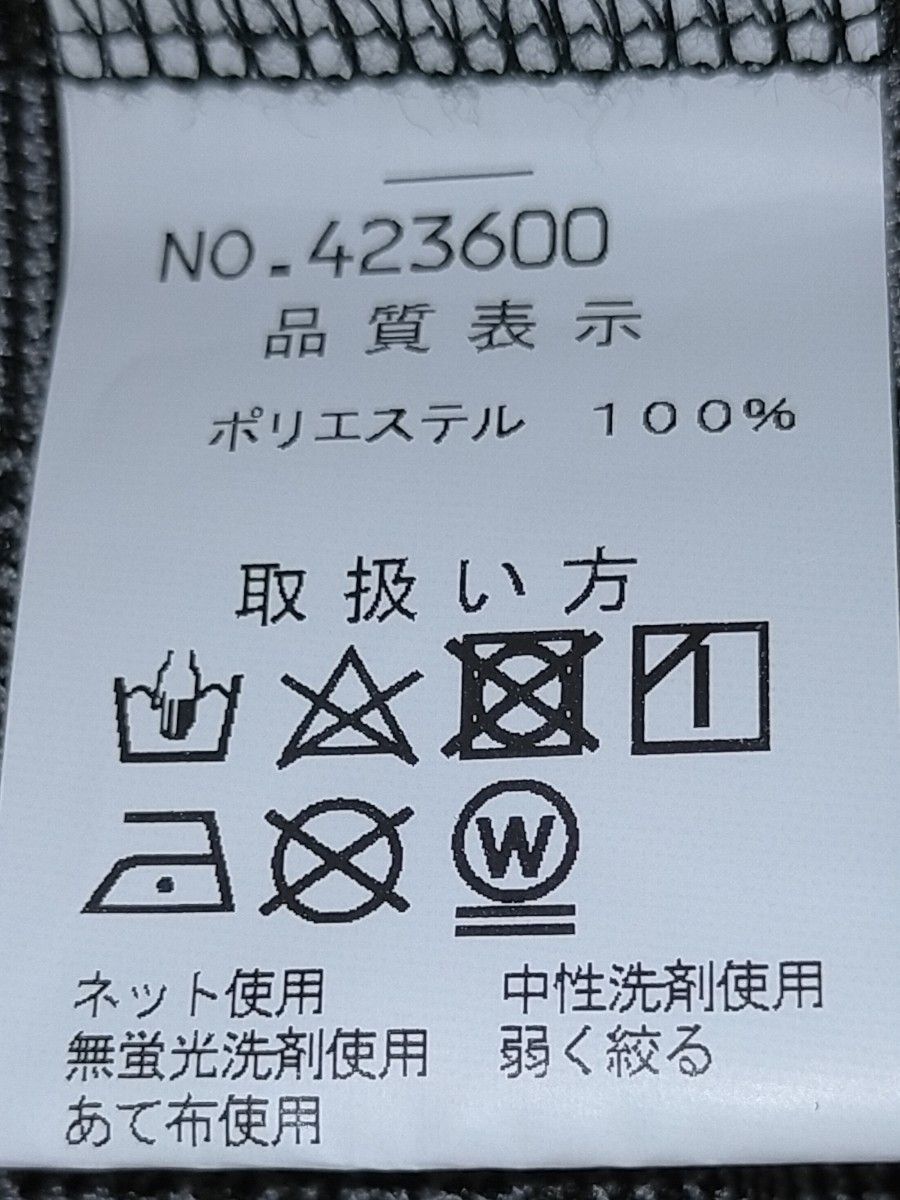 NO.423600
品質表示
ポリエステル 100%
取扱い方
W
ネット使用 中性洗剤使用
無蛍光洗剤使用 弱く絞る
あて布使用